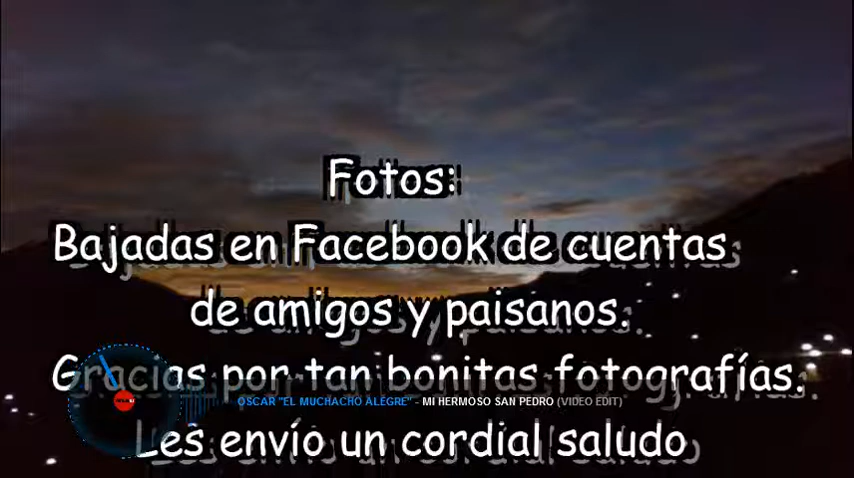 Fotos:
Bajadas en Facebook de cuentas
de amigos y paisanos.
Gracias por tan bonitas fotografías.
OSCAR "EL MUCHACHO ALEGRE" - MI HERMOSO SAN PEDRO (VIDEO EDIT)
Les envío un cordial saludo